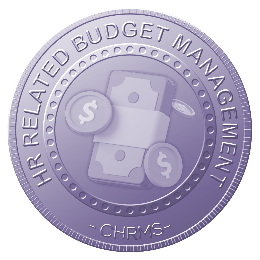 HR RELATED BUDGET MANAGEMENT
$
$
- CHRMS -